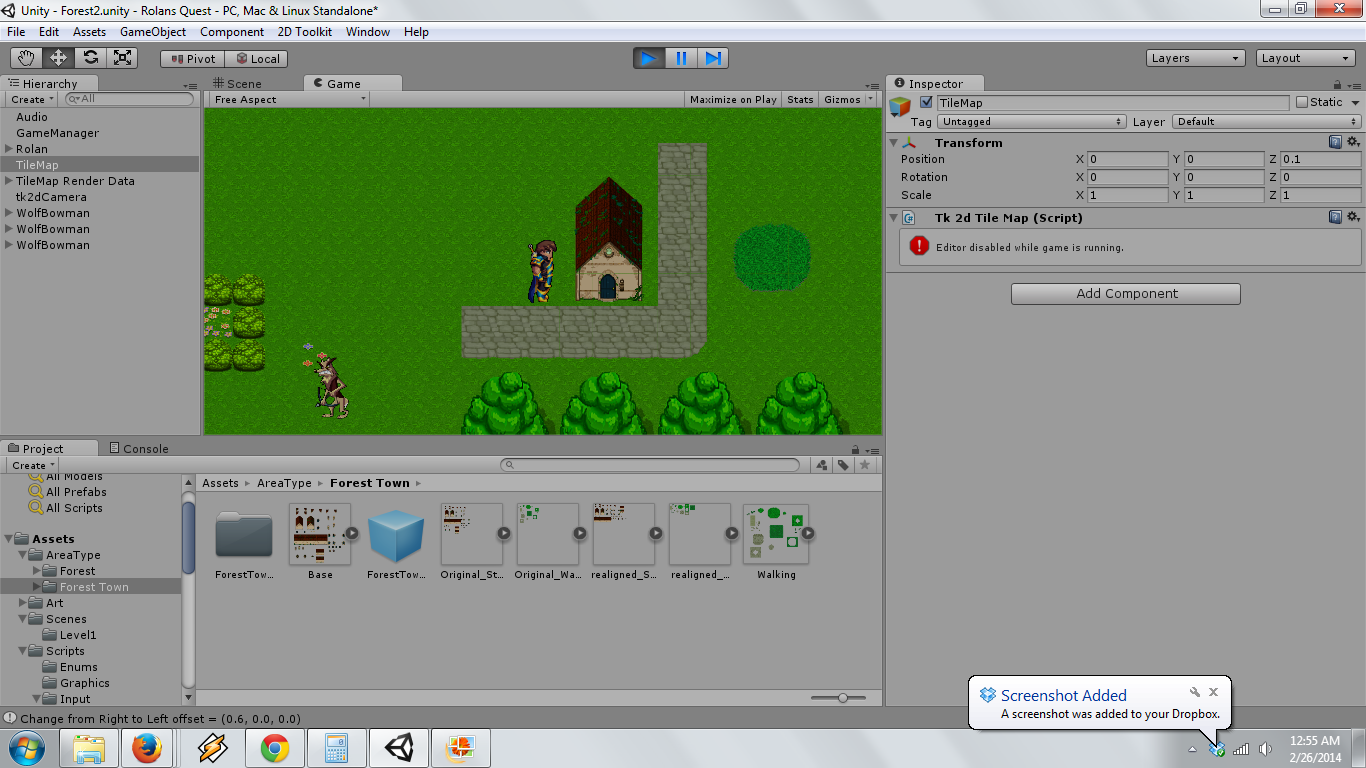 Unity - Forest2.unity - Rolans Quest - PC, Mac & Linux Standalone*
File Edit Assets GameObject Component 2D Toolkit Window Help
Pivot Local Layers Layout
Hierarchy
Create All
Audio
GameManager
Rolan
TileMap
TileMap Render Data
tk2dCamera
WolfBowman
WolfBowman
WolfBowman
Scene Game
Free Aspect Maximize on Play Stats Gizmos
Inspector
TileMap Static
Tag Untagged Layer Default
Transform
Position X 0 Y 0 Z 0.1
Rotation X 0 Y 0 Z 0
Scale X 1 Y 1 Z 1
Tk 2d Tile Map (Script)
Editor disabled while game is running.
Add Component
Project Console
Create
All Models
All Prefabs
All Scripts
Assets
AreaType
Forest
Forest Town
Art
Scenes
Level1
Scripts
Enums
Graphics
Input
Assets AreaType Forest Town
ForestTow... Base ForestTow... Original_St... Original_Wa... realigned_S... realigned_... Walking
Change from Right to Left offset = (0.6, 0.0, 0.0)
Screenshot Added
A screenshot was added to your Dropbox.
12:55 AM
2/26/2014